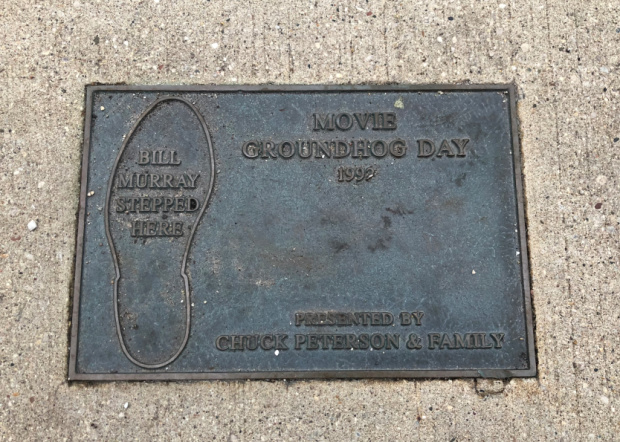 BILL
MURRAY
STEPPED
HERE
MOVIE
GROUNDHOG DAY
1992
PRESENTED BY
CHUCK PETERSON & FAMILY